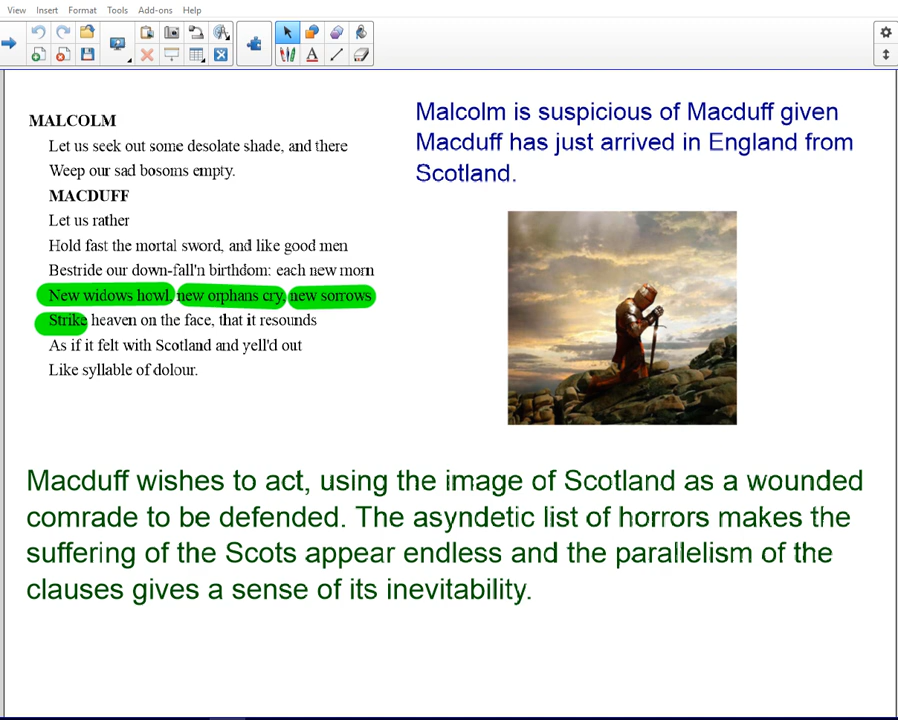 View Insert Format Tools Add-ons Help
MALCOLM
Let us seek out some desolate shade, and there
Weep our sad bosoms empty.
MACDUFF
Let us rather
Hold fast the mortal sword, and like good men
Bestride our down-fall'n birthdom: each new morn
New widows howl, new orphans cry, new sorrows
Strike heaven on the face, that it resounds
As if it felt with Scotland and yell'd out
Like syllable of dolour.
Malcolm is suspicious of Macduff given
Macduff has just arrived in England from
Scotland.
Macduff wishes to act, using the image of Scotland as a wounded
comrade to be defended. The asyndetic list of horrors makes the
suffering of the Scots appear endless and the parallelism of the
clauses gives a sense of its inevitability.